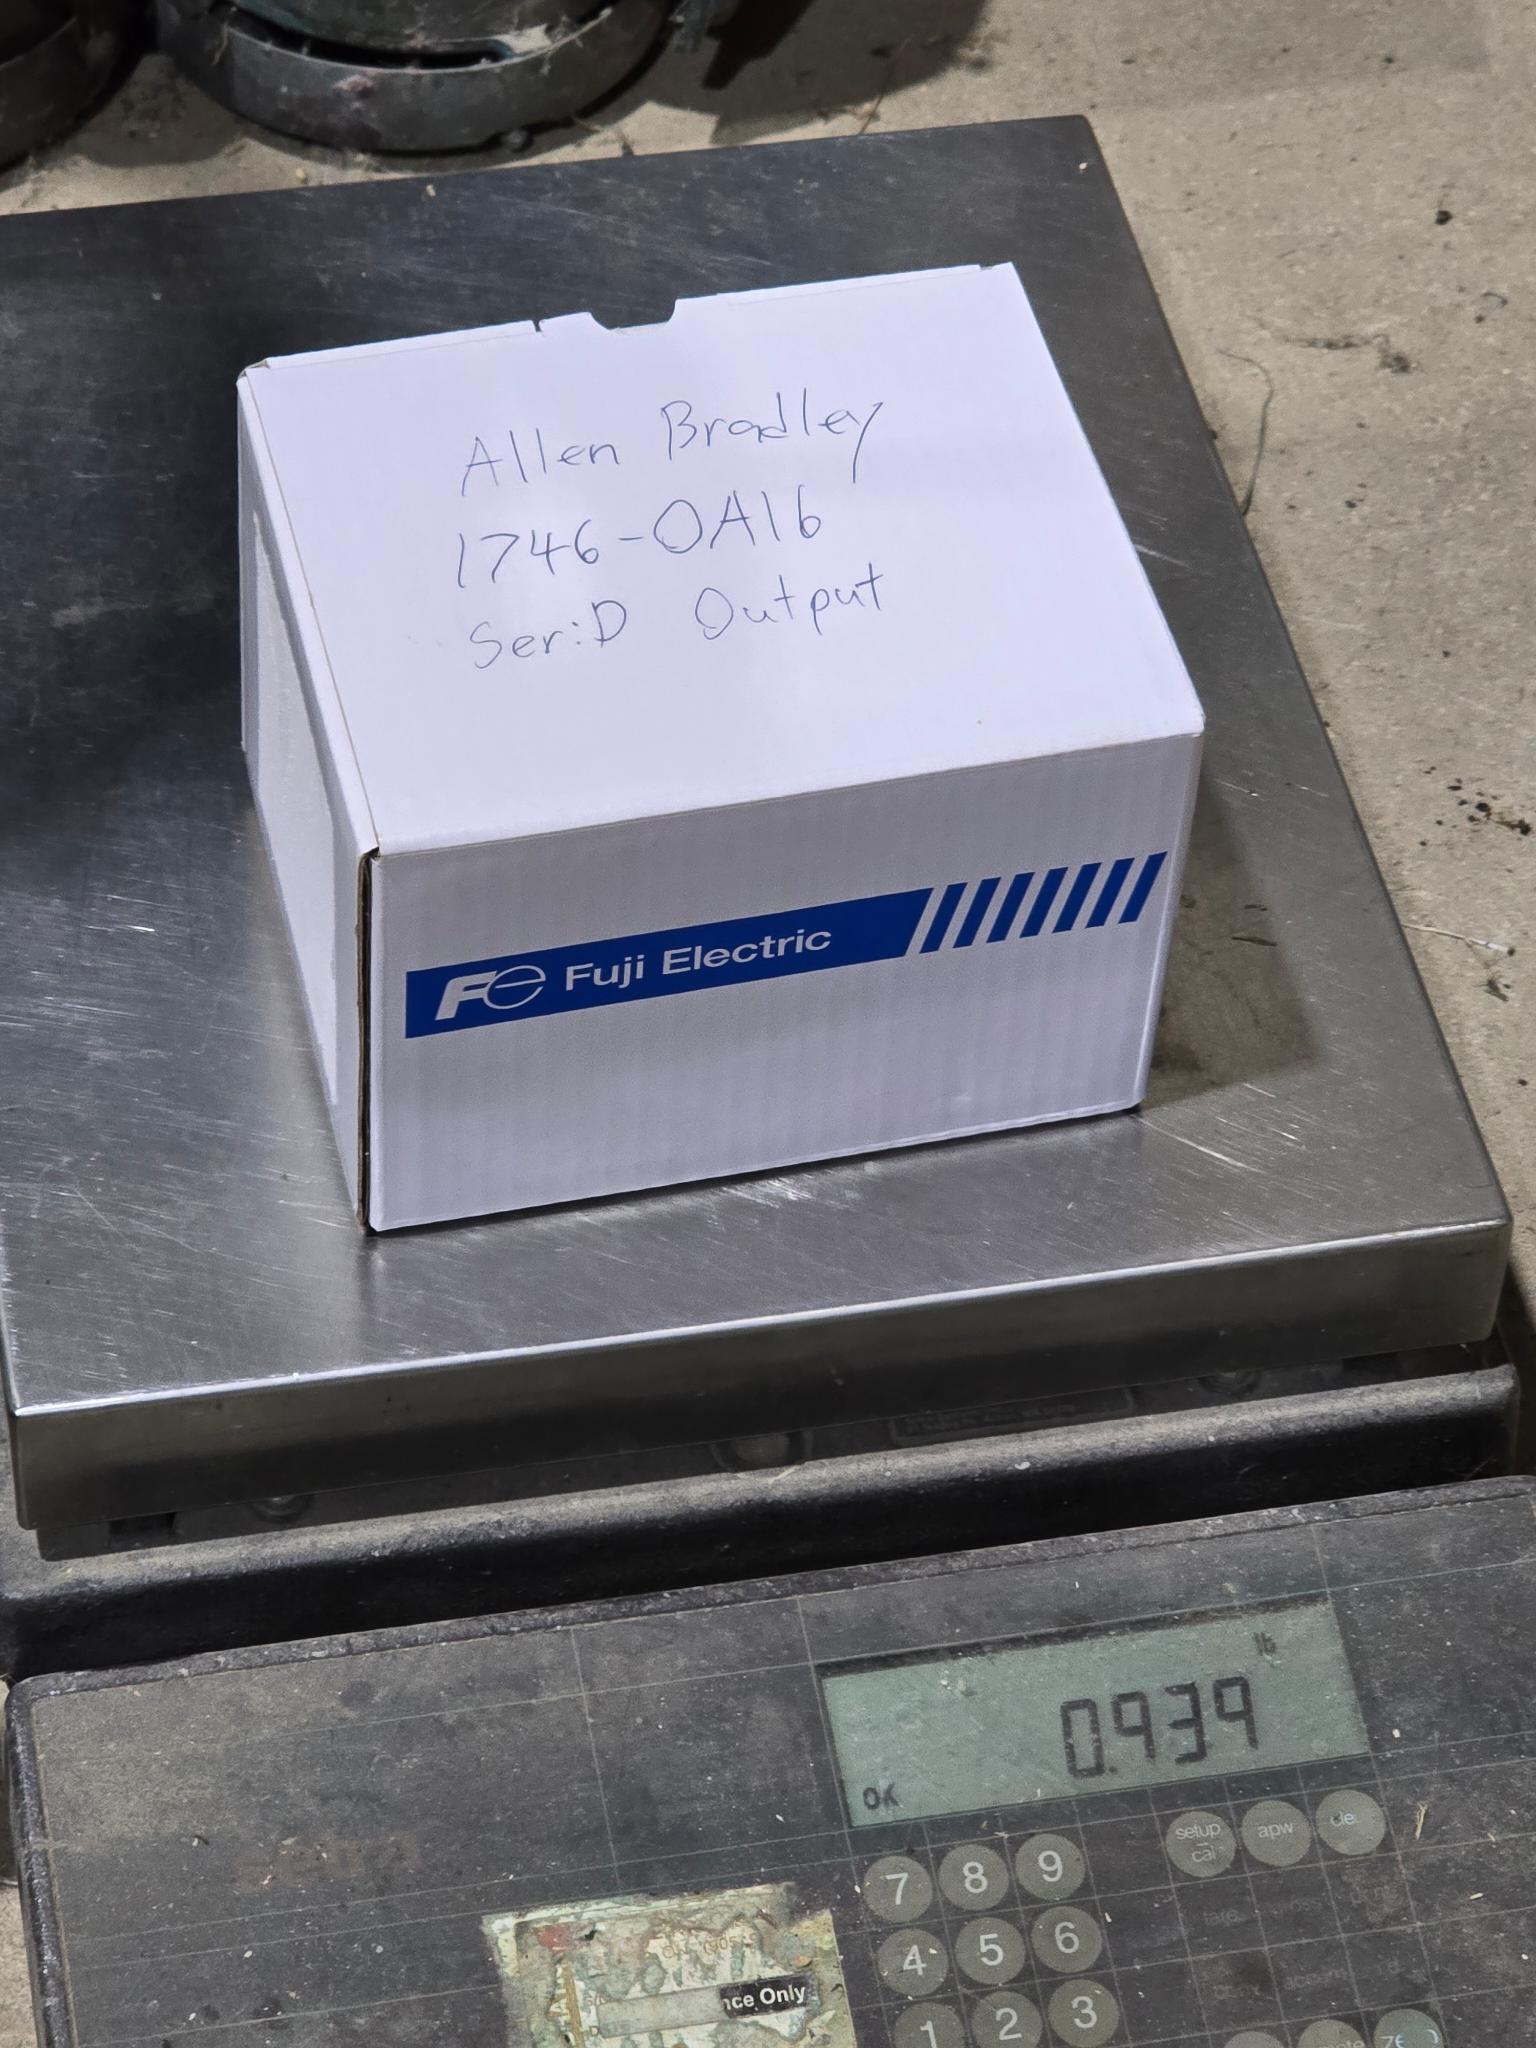 Allen Bradley
1746-OA16
Ser:D Output
Fe Fuji Electric
lb
0.939
OK
setup
cal
apw
7 8 9
4 5 6
nce Only
1 2 3